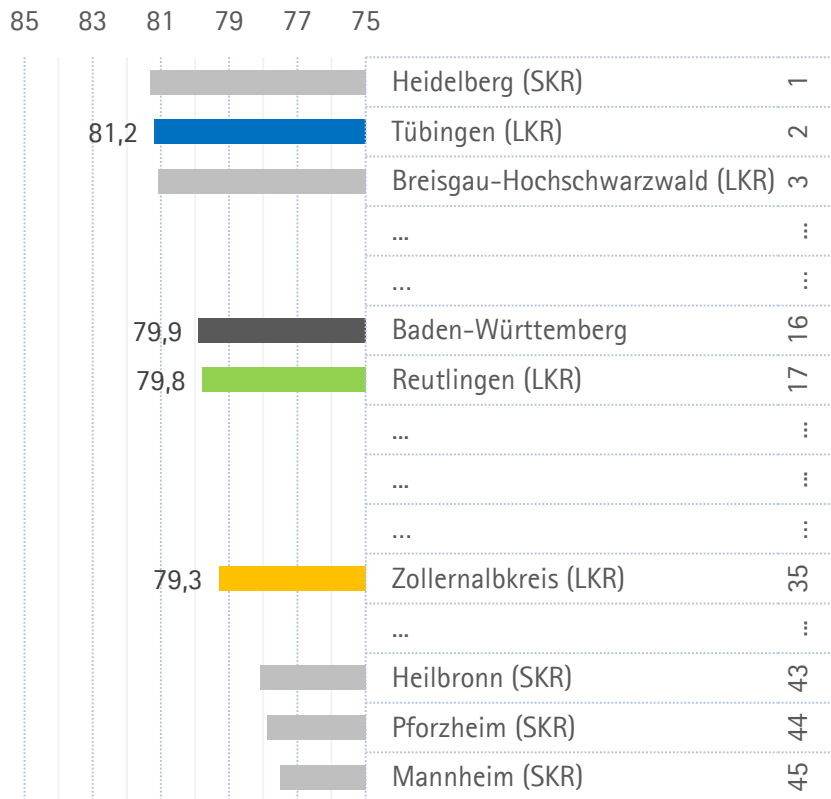 85 83 81 79 77 75
Heidelberg (SKR) 1
81,2 Tübingen (LKR) 2
Breisgau-Hochschwarzwald (LKR) 3
... ...
... ...
79,9 Baden-Württemberg 16
79,8 Reutlingen (LKR) 17
... ...
... ...
... ...
79,3 Zollernalbkreis (LKR) 35
... ...
Heilbronn (SKR) 43
Pforzheim (SKR) 44
Mannheim (SKR) 45